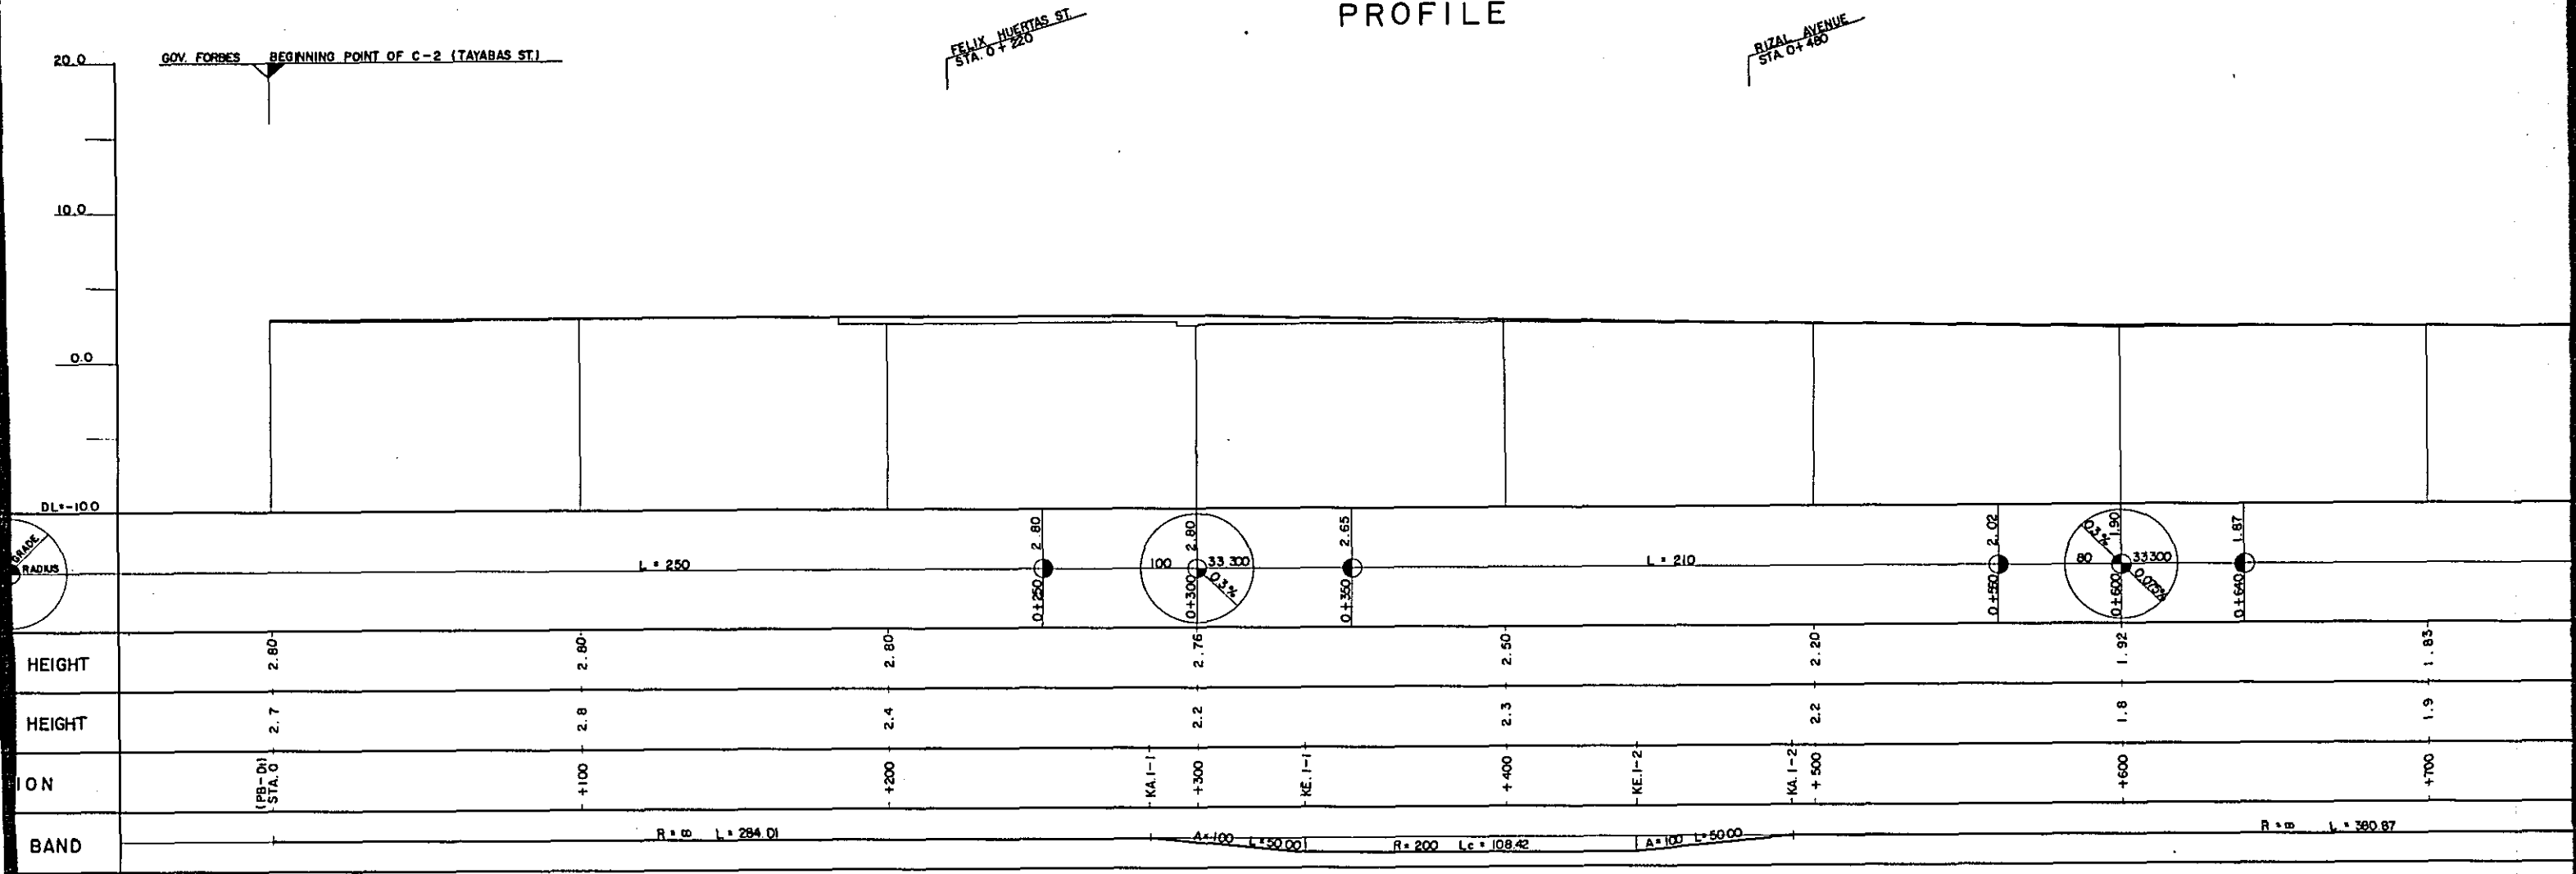 PROFILE
FELIX HUERTAS ST.
STA. 0+220
RIZAL AVENUE
STA. 0+480
GOV. FORBES BEGINNING POINT OF C-2 (TAYABAS ST.)
20.0
10.0
0.0
DL=-10.0
GRADE
RADIUS
L = 250
0+250 2.80
100 0+300 2.80 33 300 0.3%
0+350 2.65
L = 210
0+560 2.02
0.3% 80 0+600 1.90 33300 0.075%
0+640 1.87
HEIGHT 2.80 2.80 2.80 2.76 2.50 2.20 1.92 1.83
HEIGHT 2.7 2.8 2.4 2.2 2.3 2.2 1.8 1.9
ION (PB-D1) STA. 0 +100 +200 KA.1-1 +300 KE.1-1 +400 KE.1-2 KA.1-2 +500 +600 +700
BAND R = ∞ L = 284.01 A=100 L=50.00 R= 200 Lc = 108.42 A=100 L=50.00 R = ∞ L = 380.87